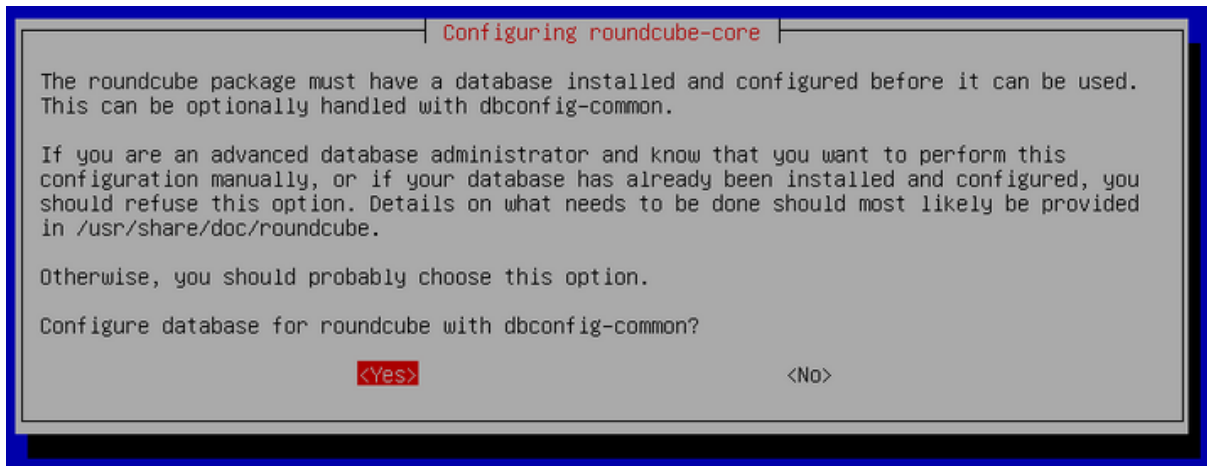 Configuring roundcube-core
The roundcube package must have a database installed and configured before it can be used.
This can be optionally handled with dbconfig-common.
If you are an advanced database administrator and know that you want to perform this
configuration manually, or if your database has already been installed and configured, you
should refuse this option. Details on what needs to be done should most likely be provided
in /usr/share/doc/roundcube.
Otherwise, you should probably choose this option.
Configure database for roundcube with dbconfig-common?
<Yes> <No>